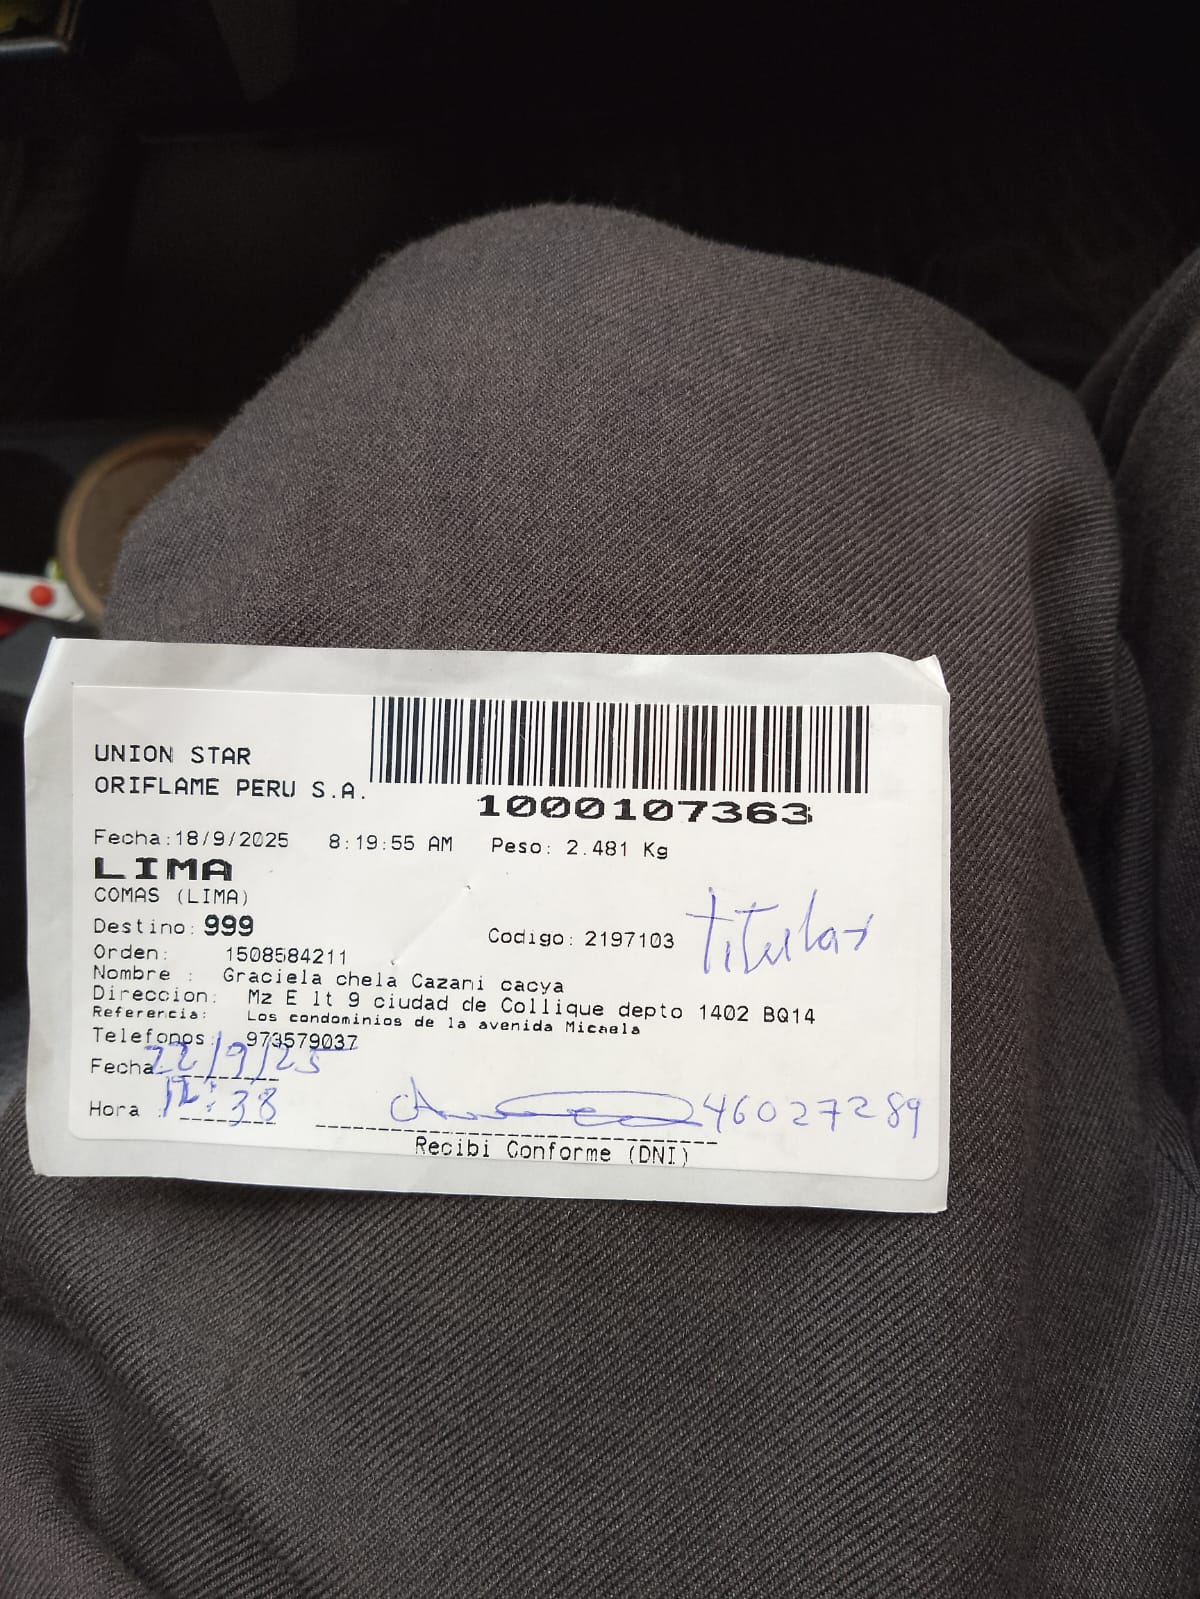 UNION STAR
ORIFLAME PERU S.A.
1000107363
Fecha:18/9/2025 8:19:55 AM Peso: 2.481 Kg
LIMA
COMAS (LIMA)
Destino: 999
Codigo: 2197103 titular
Orden: 1508584211
Nombre : Graciela chela Cazani cacya
Direccion: Mz E lt 9 ciudad de Collique depto 1402 BQ14
Referencia: Los condominios de la avenida Micaela
Telefonos: 973579037
Fecha: 22/9/25
Hora : 12:38 46027289
Recibi Conforme (DNI)